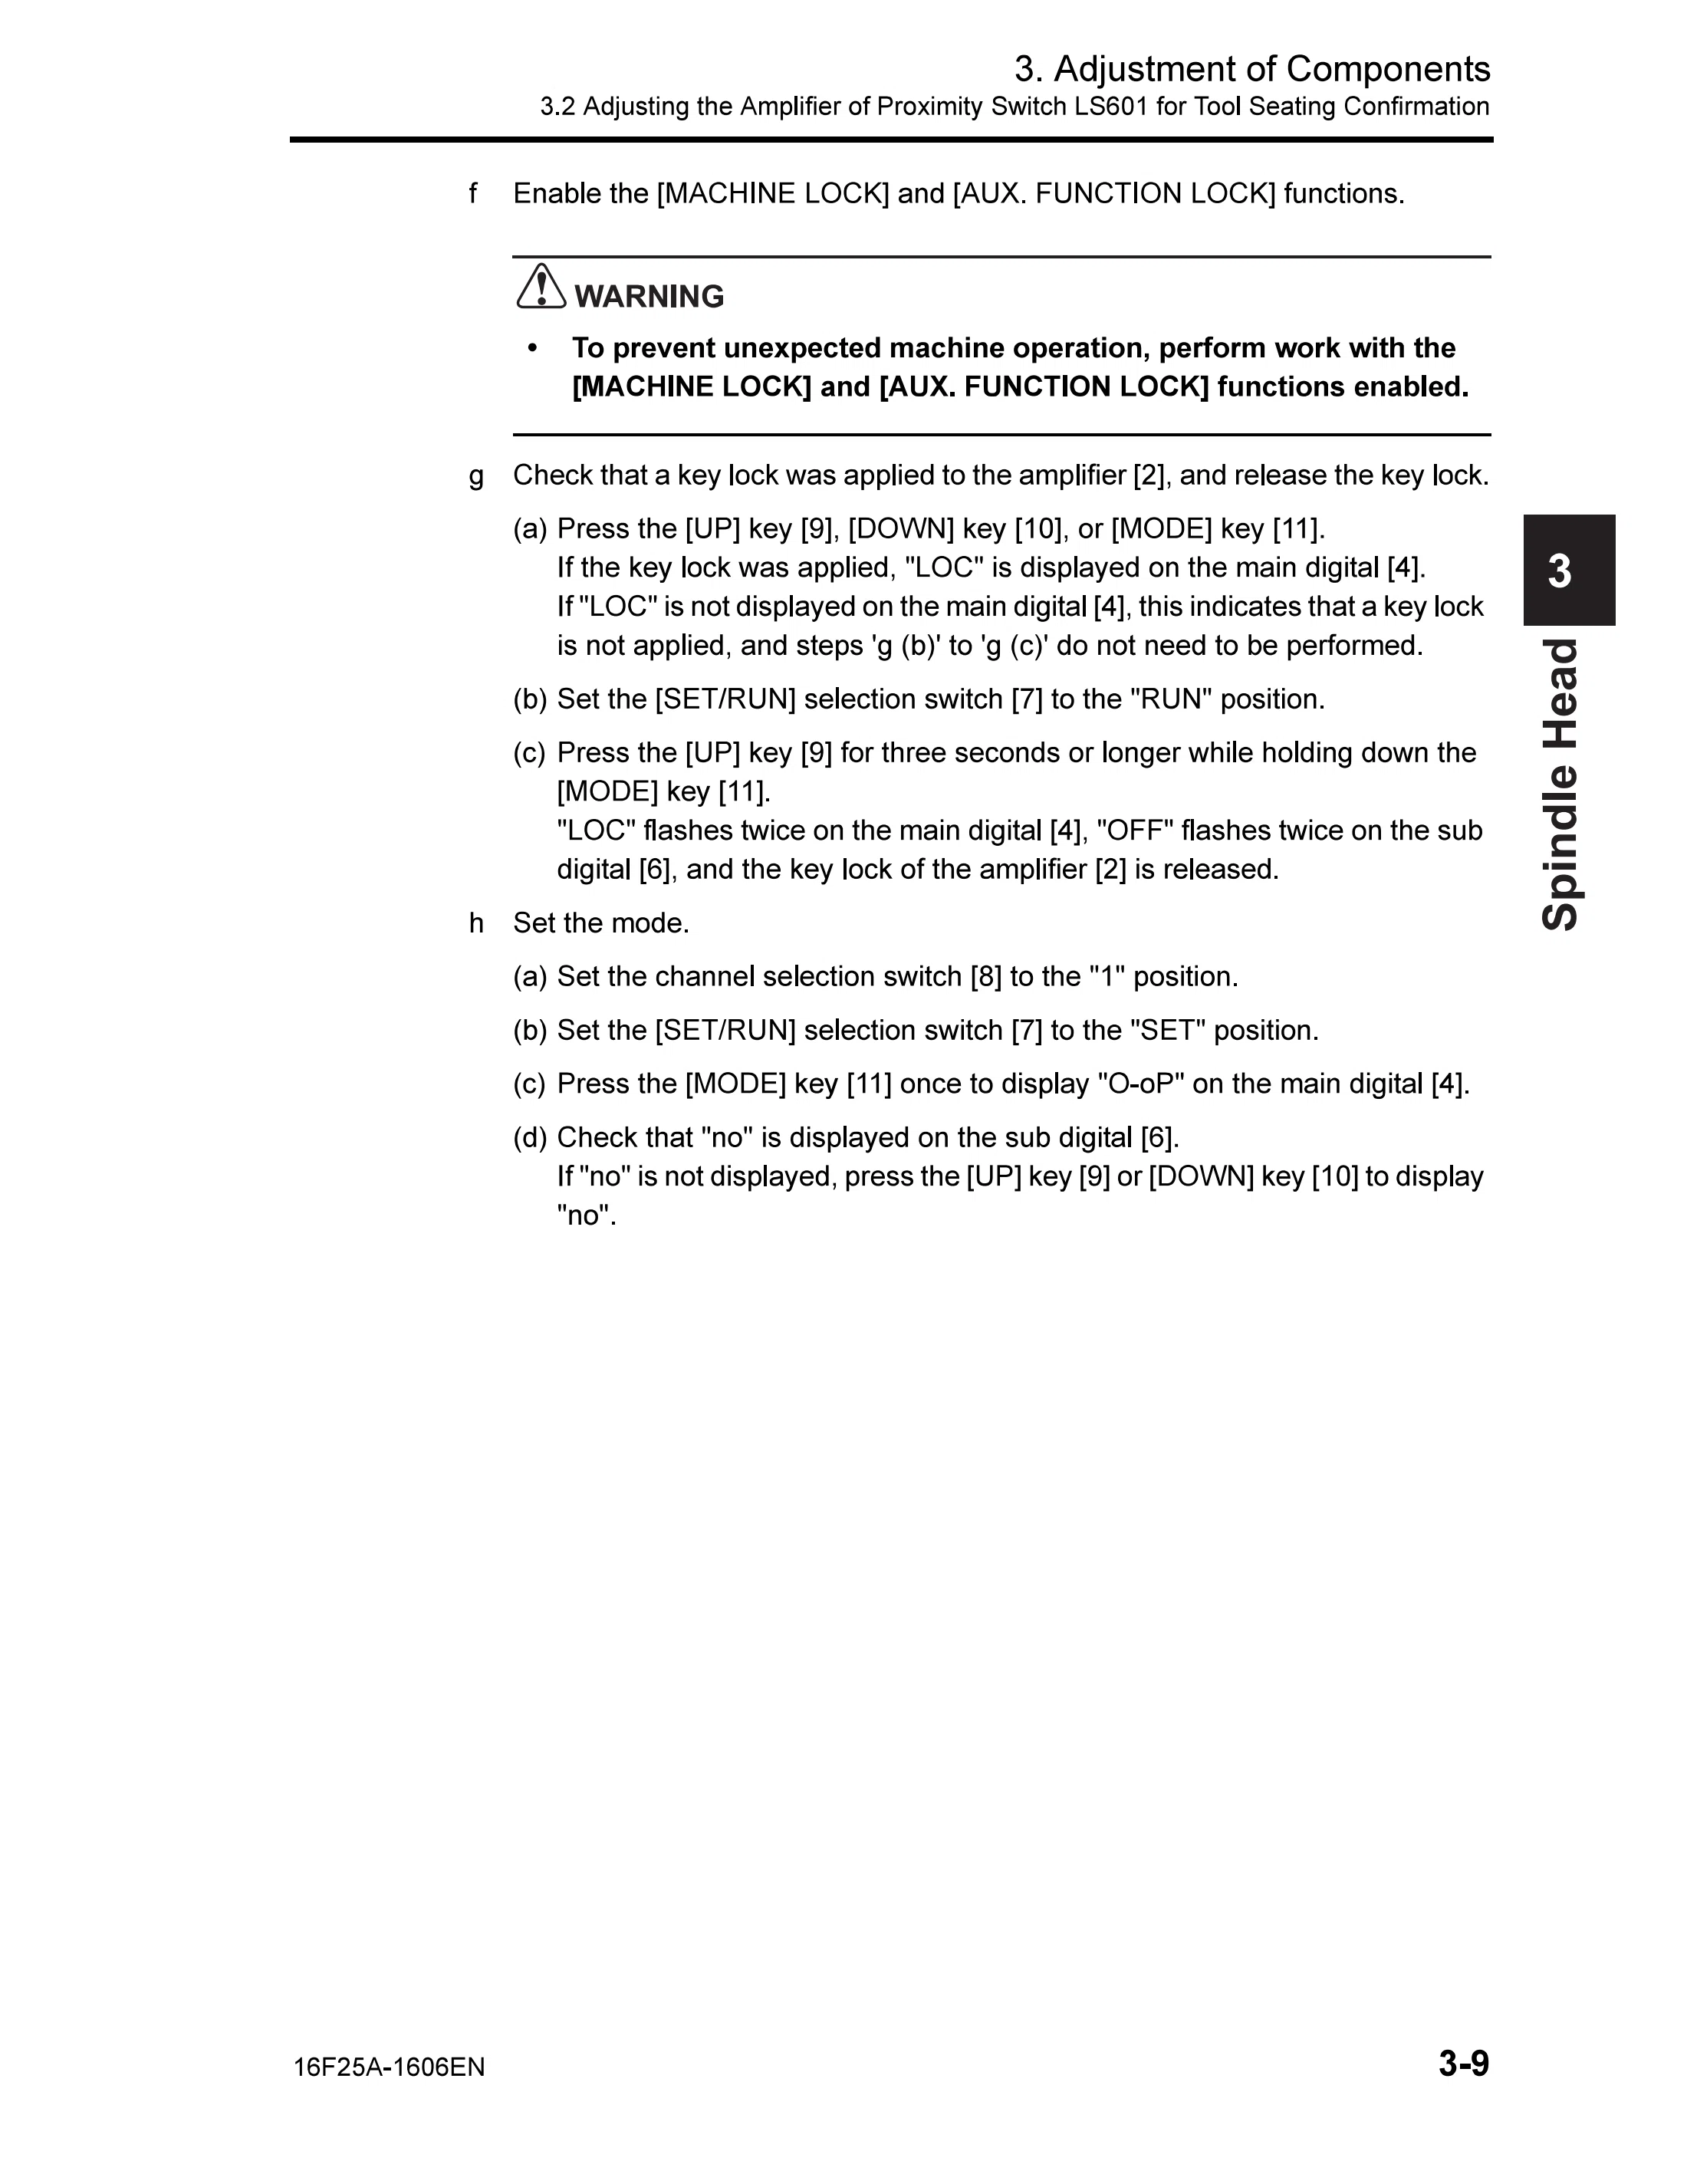 3. Adjustment of Components
3.2 Adjusting the Amplifier of Proximity Switch LS601 for Tool Seating Confirmation
f Enable the [MACHINE LOCK] and [AUX. FUNCTION LOCK] functions.
WARNING
• To prevent unexpected machine operation, perform work with the
[MACHINE LOCK] and [AUX. FUNCTION LOCK] functions enabled.
g Check that a key lock was applied to the amplifier [2], and release the key lock.
(a) Press the [UP] key [9], [DOWN] key [10], or [MODE] key [11].
If the key lock was applied, "LOC" is displayed on the main digital [4].
If "LOC" is not displayed on the main digital [4], this indicates that a key lock
is not applied, and steps 'g (b)' to 'g (c)' do not need to be performed.
(b) Set the [SET/RUN] selection switch [7] to the "RUN" position.
(c) Press the [UP] key [9] for three seconds or longer while holding down the
[MODE] key [11].
"LOC" flashes twice on the main digital [4], "OFF" flashes twice on the sub
digital [6], and the key lock of the amplifier [2] is released.
h Set the mode.
(a) Set the channel selection switch [8] to the "1" position.
(b) Set the [SET/RUN] selection switch [7] to the "SET" position.
(c) Press the [MODE] key [11] once to display "O-oP" on the main digital [4].
(d) Check that "no" is displayed on the sub digital [6].
If "no" is not displayed, press the [UP] key [9] or [DOWN] key [10] to display
"no".
3
Spindle Head
16F25A-1606EN
3-9